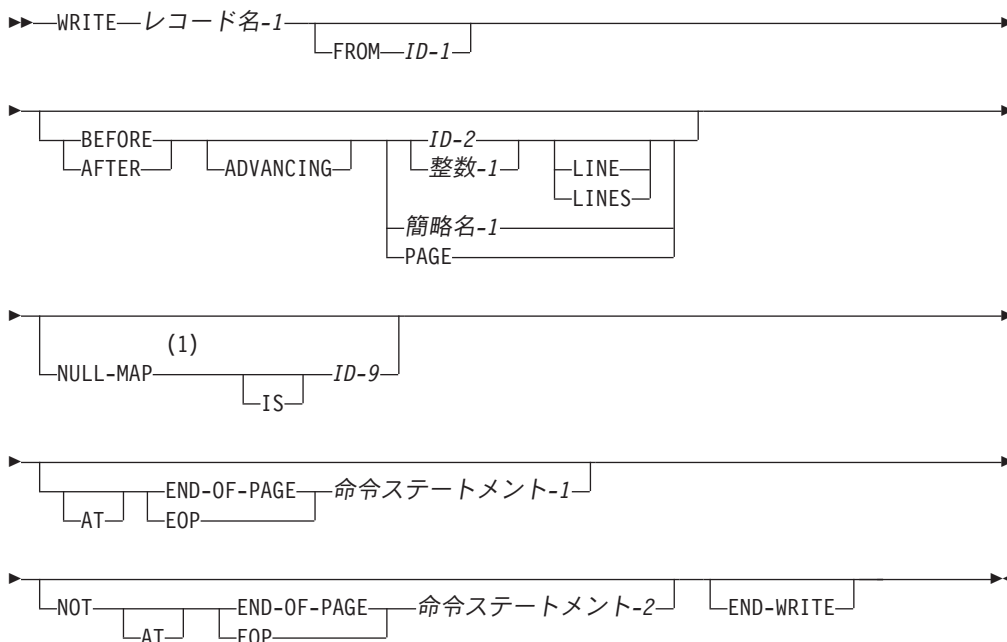 WRITE レコード名-1
FROM ID-1
BEFORE ID-2
AFTER ADVANCING 整数-1 LINE
LINES
簡略名-1
PAGE
(1)
NULL-MAP ID-9
IS
END-OF-PAGE 命令ステートメント-1
AT EOP
NOT END-OF-PAGE 命令ステートメント-2 END-WRITE
AT EOP